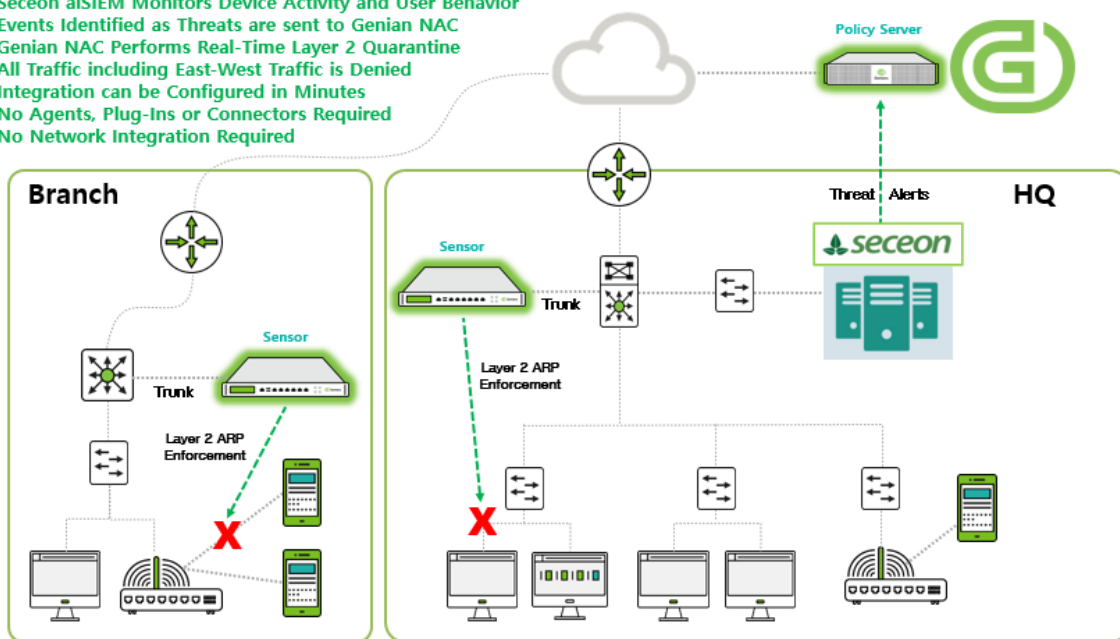 Seceon aiSIEM Monitors Device Activity and User Behavior
Events Identified as Threats are sent to Genian NAC
Genian NAC Performs Real-Time Layer 2 Quarantine
All Traffic including East-West Traffic is Denied
Integration can be Configured in Minutes
No Agents, Plug-Ins or Connectors Required
No Network Integration Required
Policy Server
G
Branch
HQ
Threat Alerts
seceon
Sensor
Trunk
Layer 2 ARP
Enforcement
Sensor
Trunk
Layer 2 ARP
Enforcement
X
X